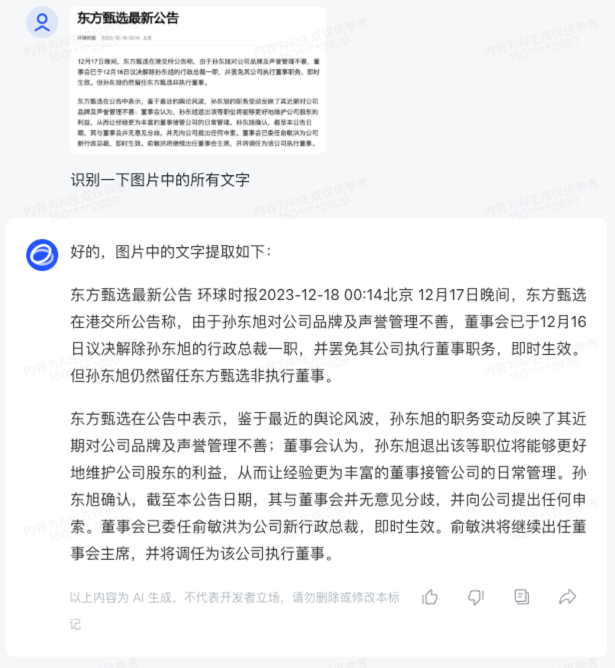 东方甄选最新公告
环球时报 2023-12-18 00:14 北京
12月17日晚间，东方甄选在港交所公告称，由于孙东旭对公司品牌及声誉管理不善，董
事会已于12月16日议决解除孙东旭的行政总裁一职，并罢免其公司执行董事职务，即时
生效。但孙东旭仍然留任东方甄选非执行董事。
东方甄选在公告中表示，鉴于最近的舆论风波，孙东旭的职务变动反映了其近期对公司
品牌及声誉管理不善；董事会认为，孙东旭退出该等职位将能够更好地维护公司股东的
利益，从而让经验更为丰富的董事接管公司的日常管理。孙东旭确认，截至本公告日
期，其与董事会并无意见分歧，并无向公司提出任何申索。董事会已委任俞敏洪为公司
新行政总裁，即时生效。俞敏洪将继续出任董事会主席，并将调任为该公司执行董事。
识别一下图片中的所有文字
好的，图片中的文字提取如下：
东方甄选最新公告 环球时报2023-12-18 00:14北京 12月17日晚间，东方甄选
在港交所公告称，由于孙东旭对公司品牌及声誉管理不善，董事会已于12月16
日议决解除孙东旭的行政总裁一职，并罢免其公司执行董事职务，即时生效。
但孙东旭仍然留任东方甄选非执行董事。
东方甄选在公告中表示，鉴于最近的舆论风波，孙东旭的职务变动反映了其近
期对公司品牌及声誉管理不善；董事会认为，孙东旭退出该等职位将能够更好
地维护公司股东的利益，从而让经验更为丰富的董事接管公司的日常管理。孙
东旭确认，截至本公告日期，其与董事会并无意见分歧，并向公司提出任何申
索。董事会已委任俞敏洪为公司新行政总裁，即时生效。俞敏洪将继续出任董
事会主席，并将调任为该公司执行董事。
以上内容为 AI 生成，不代表开发者立场，请勿删除或修改本标
记
内容为AI生成仅供参考
150****2920